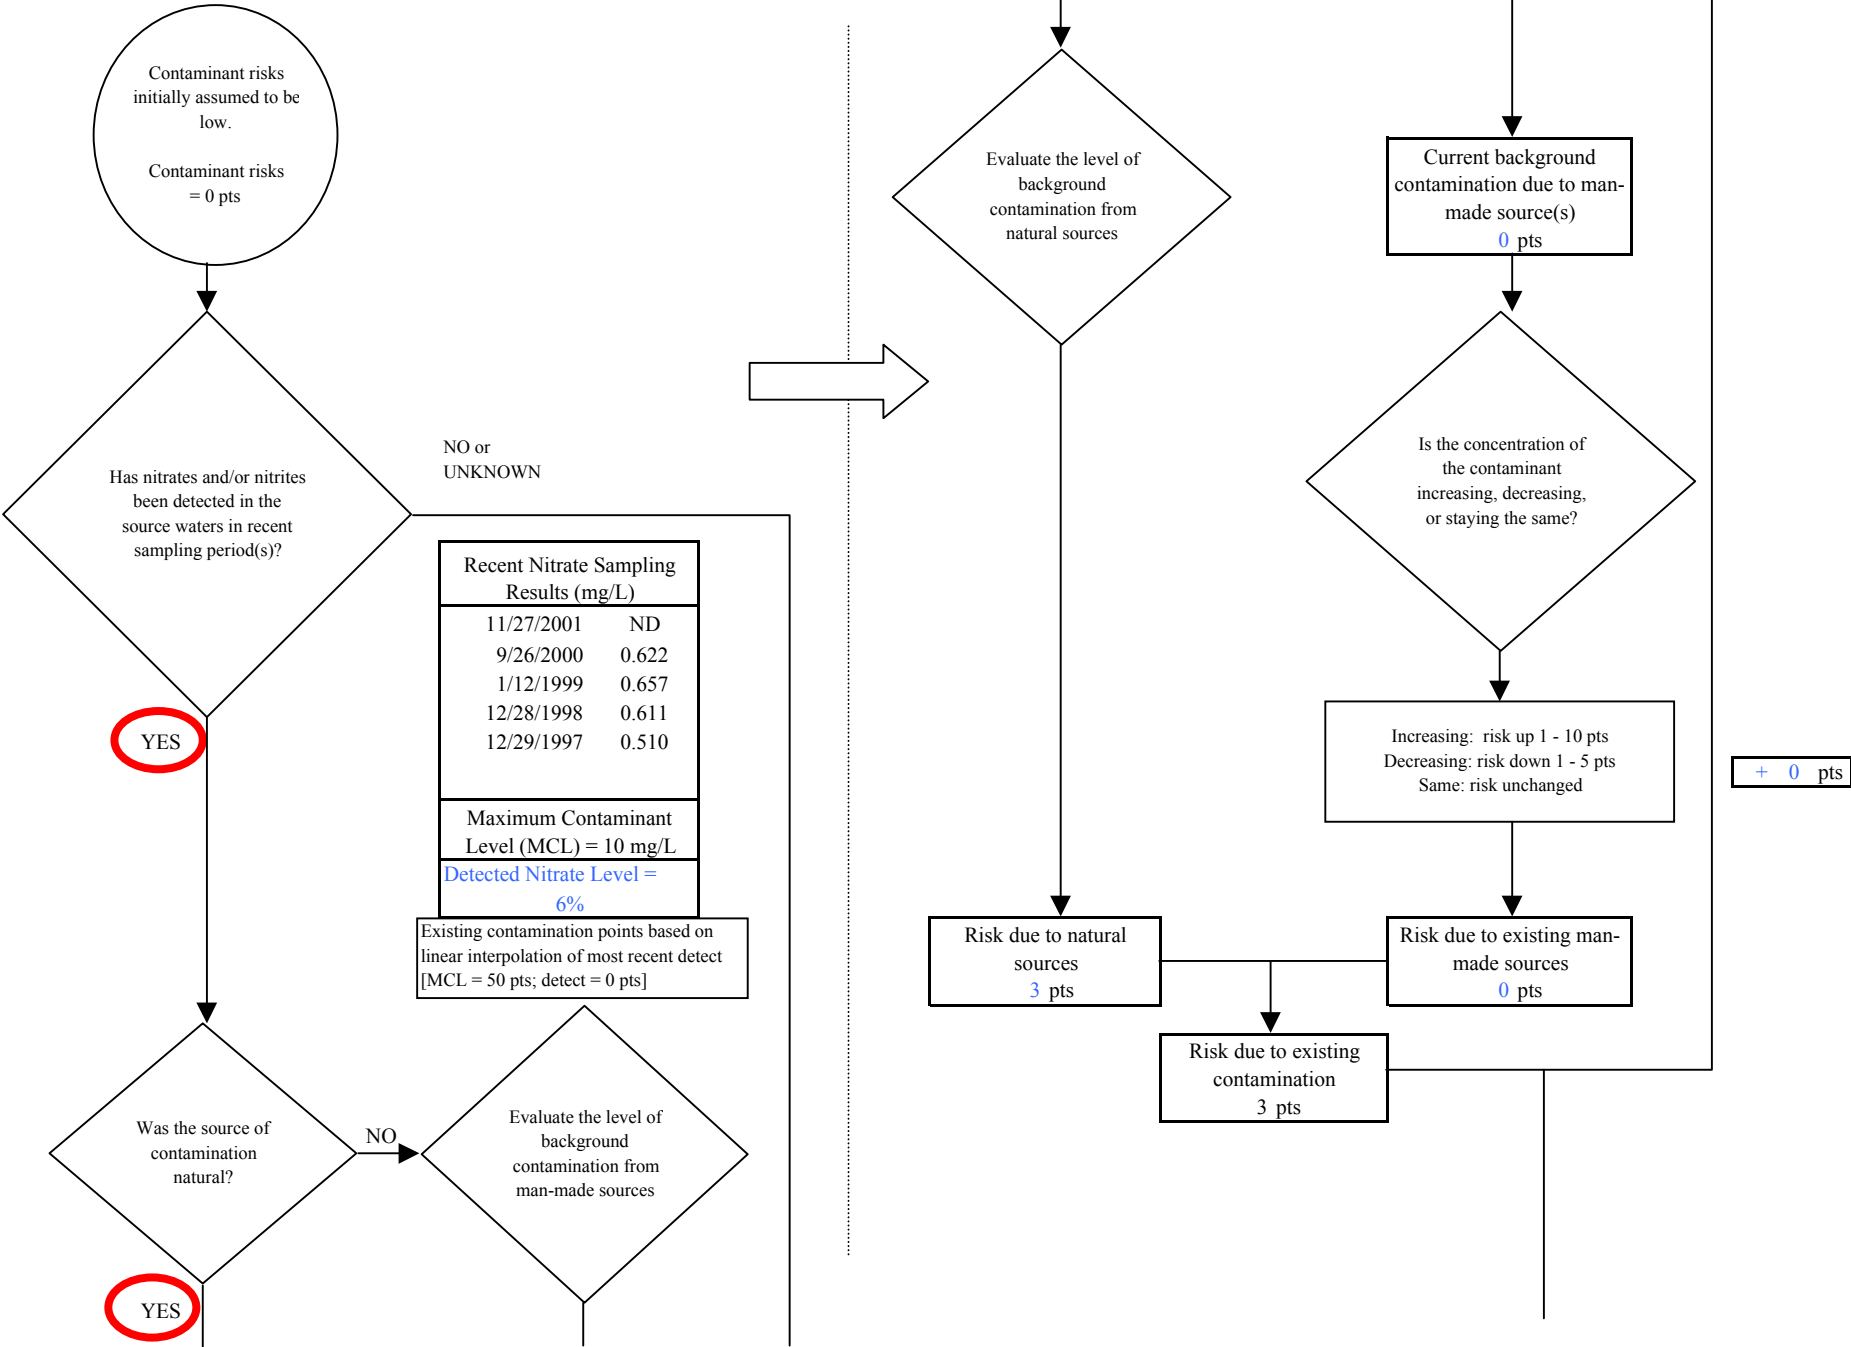 Contaminant risks
initially assumed to be
low.
Contaminant risks
= 0 pts
Has nitrates and/or nitrites
been detected in the
source waters in recent
sampling period(s)?
NO or
UNKNOWN
YES
Recent Nitrate Sampling
Results (mg/L)
11/27/2001 ND
9/26/2000 0.622
1/12/1999 0.657
12/28/1998 0.611
12/29/1997 0.510
Maximum Contaminant
Level (MCL) = 10 mg/L
Detected Nitrate Level =
6%
Existing contamination points based on
linear interpolation of most recent detect
[MCL = 50 pts; detect = 0 pts]
Was the source of
contamination
natural?
NO
YES
Evaluate the level of
background
contamination from
man-made sources
Evaluate the level of
background
contamination from
natural sources
Current background
contamination due to man-
made source(s)
0 pts
Is the concentration of
the contaminant
increasing, decreasing,
or staying the same?
Increasing: risk up 1 - 10 pts
Decreasing: risk down 1 - 5 pts
Same: risk unchanged
+ 0 pts
Risk due to natural
sources
3 pts
Risk due to existing man-
made sources
0 pts
Risk due to existing
contamination
3 pts